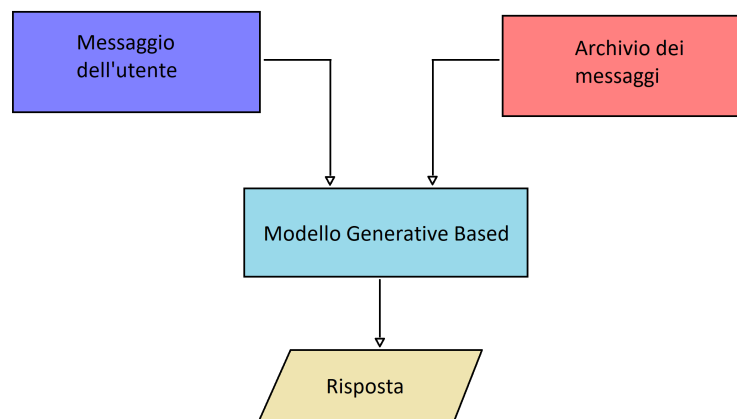 Messaggio
dell'utente
Archivio dei
messaggi
Modello Generative Based
Risposta